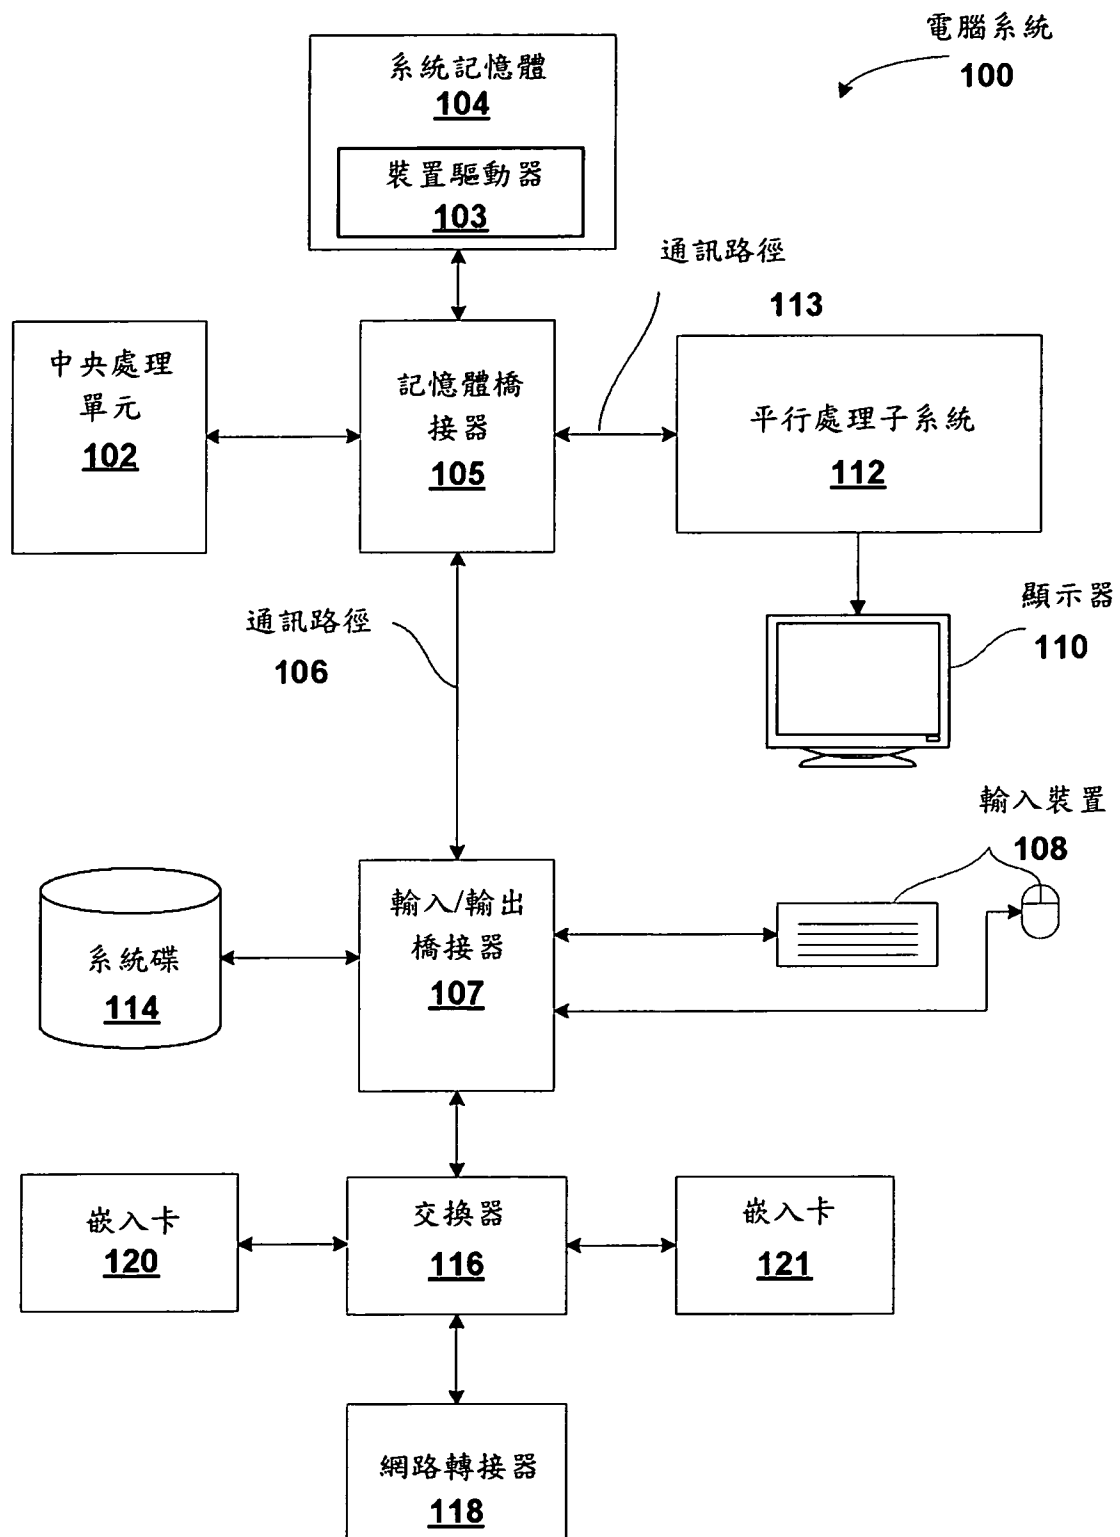 電腦系統
100
系統記憶體
104
裝置驅動器
103
通訊路徑
113
中央處理
單元
102
記憶體橋
接器
105
平行處理子系統
112
通訊路徑
106
顯示器
110
輸入裝置
108
系統碟
114
輸入/輸出
橋接器
107
嵌入卡
120
交換器
116
嵌入卡
121
網路轉接器
118